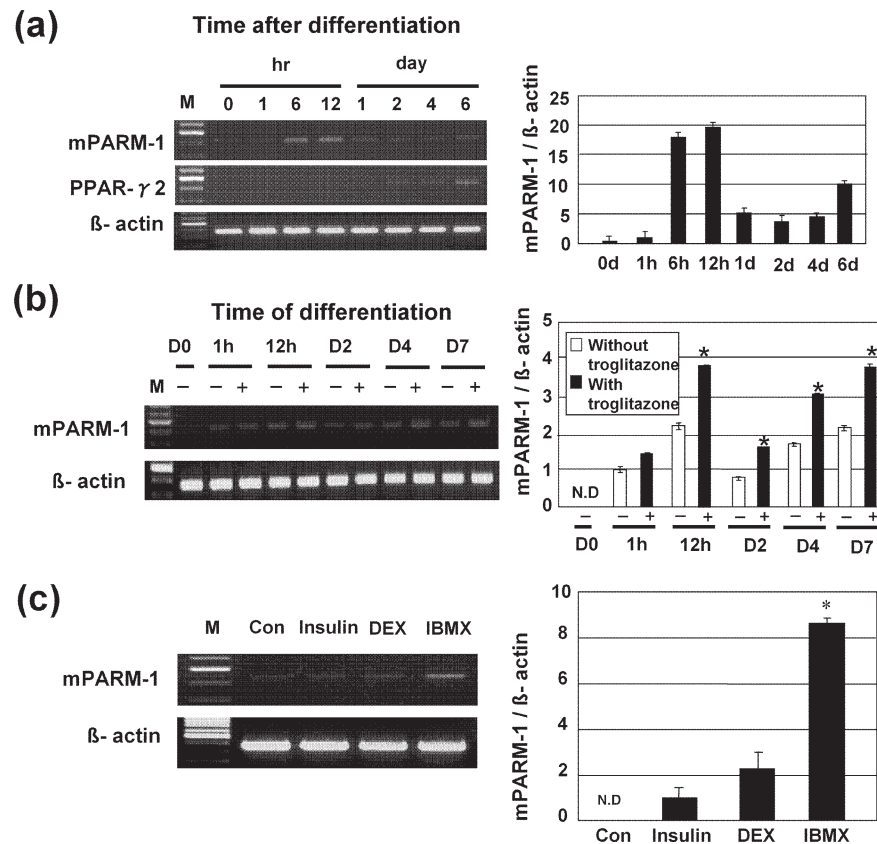 (a)
Time after differentiation
hr day
M 0 1 6 12 1 2 4 6
mPARM-1
PPAR-γ2
ß- actin
mPARM-1 / ß- actin
25
20
15
10
5
0
0d 1h 6h 12h 1d 2d 4d 6d
(b)
Time of differentiation
D0 1h 12h D2 D4 D7
M − − + − + − + − + − +
mPARM-1
ß- actin
mPARM-1 / ß- actin
5
4
3
2
1
0
Without
troglitazone
With
troglitazone
* * * *
N.D
− − + − + − + − + − +
D0 1h 12h D2 D4 D7
(c)
M Con Insulin DEX IBMX
mPARM-1
ß- actin
mPARM-1 / ß- actin
10
8
6
4
2
0
*
N.D
Con Insulin DEX IBMX